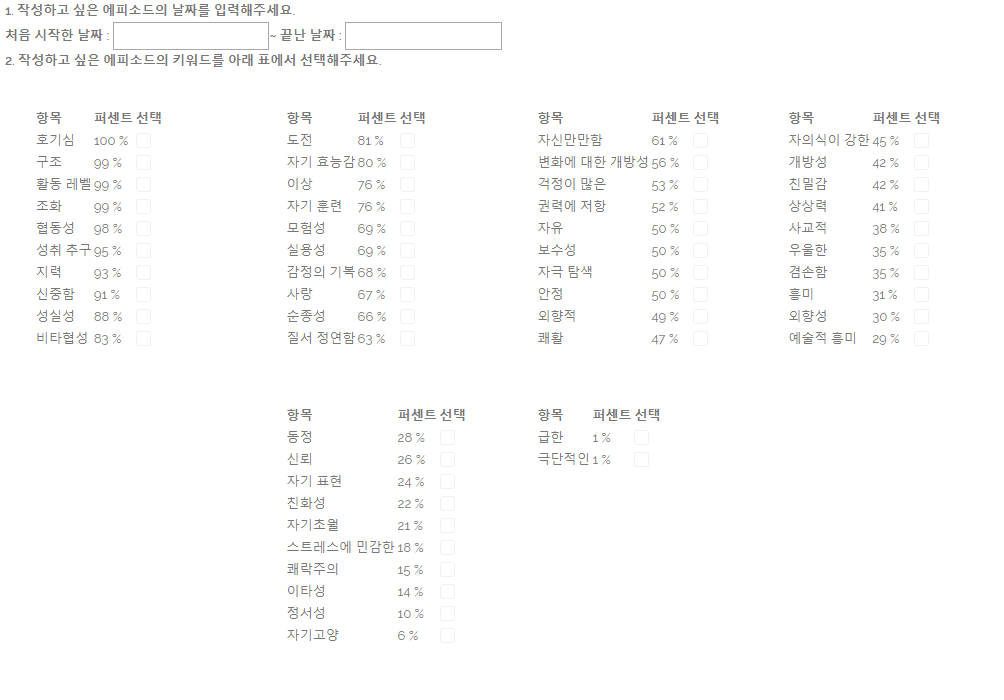 1. 작성하고 싶은 에피소드의 날짜를 입력해주세요.
처음 시작한 날짜 : ~ 끝난 날짜 :
2. 작성하고 싶은 에피소드의 키워드를 아래 표에서 선택해주세요.
항목 퍼센트 선택
호기심 100 %
구조 99 %
활동 레벨 99 %
조화 99 %
협동성 98 %
성취 추구 95 %
지력 93 %
신중함 91 %
성실성 88 %
비타협성 83 %
항목 퍼센트 선택
도전 81 %
자기 효능감 80 %
이상 76 %
자기 훈련 76 %
모험성 69 %
실용성 69 %
감정의 기복 68 %
사랑 67 %
순종성 66 %
질서 정연함 63 %
항목 퍼센트 선택
자신만만함 61 %
변화에 대한 개방성 56 %
걱정이 많은 53 %
권력에 저항 52 %
자유 50 %
보수성 50 %
자극 탐색 50 %
안정 50 %
외향적 49 %
쾌활 47 %
항목 퍼센트 선택
자의식이 강한 45 %
개방성 42 %
친밀감 42 %
상상력 41 %
사교적 38 %
우울한 35 %
겸손함 35 %
흥미 31 %
외향성 30 %
예술적 흥미 29 %
항목 퍼센트 선택
동정 28 %
신뢰 26 %
자기 표현 24 %
친화성 22 %
자기초월 21 %
스트레스에 민감한 18 %
쾌락주의 15 %
이타성 14 %
정서성 10 %
자기고양 6 %
항목 퍼센트 선택
급한 1 %
극단적인 1 %